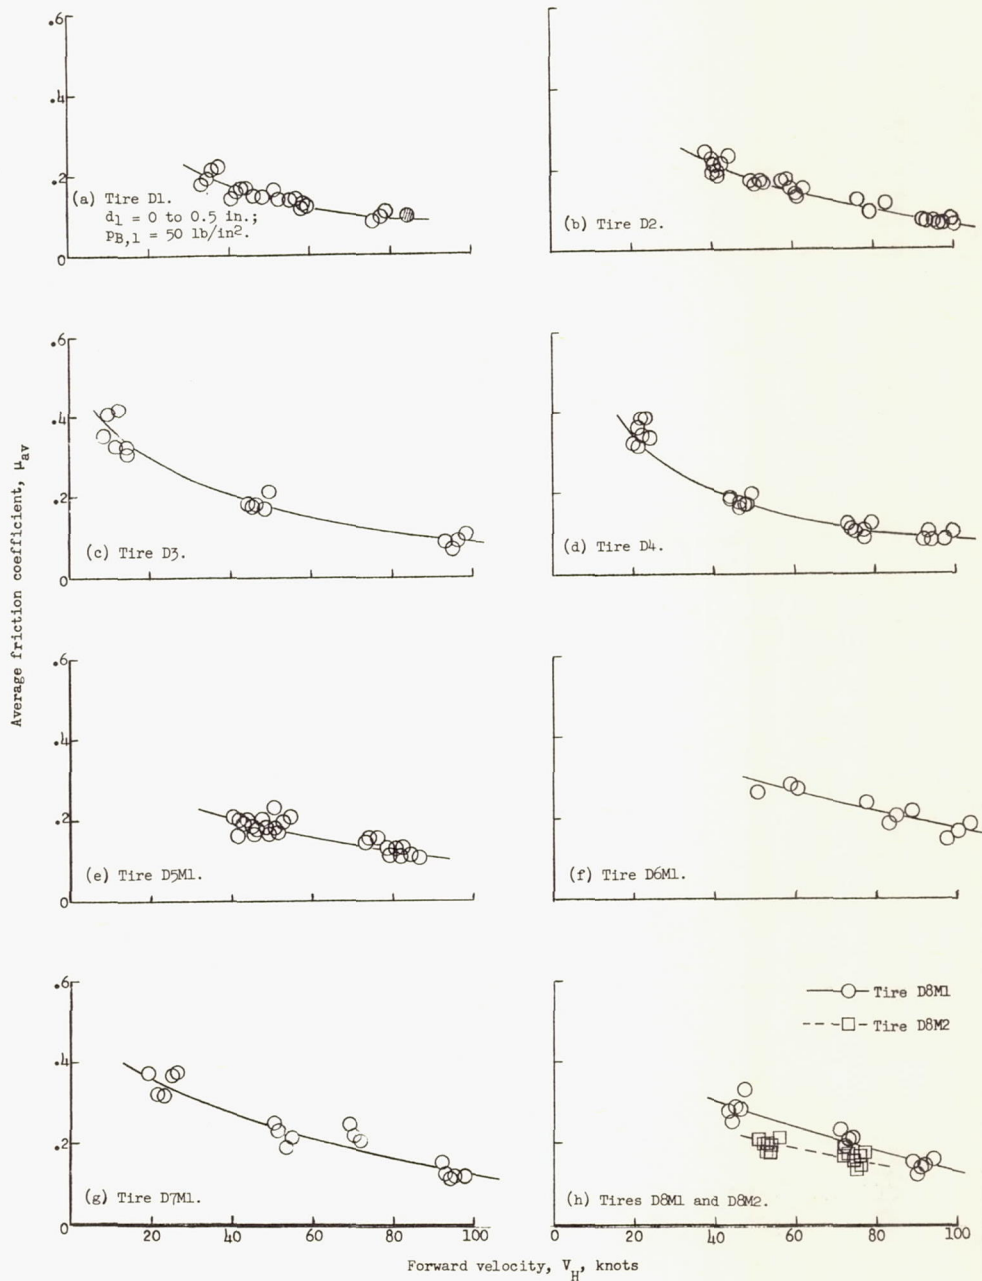 .6
.4
.2
0
(a) Tire D1.
d1 = 0 to 0.5 in.;
pB,1 = 50 lb/in².
(b) Tire D2.
.6
.4
.2
0
(c) Tire D3.
(d) Tire D4.
Average friction coefficient, μav
.6
.4
.2
0
(e) Tire D5M1.
(f) Tire D6M1.
.6
.4
.2
0
(g) Tire D7M1.
20 40 60 80 100
Tire D8M1
Tire D8M2
(h) Tires D8M1 and D8M2.
0 20 40 60 80 100
Forward velocity, VH, knots